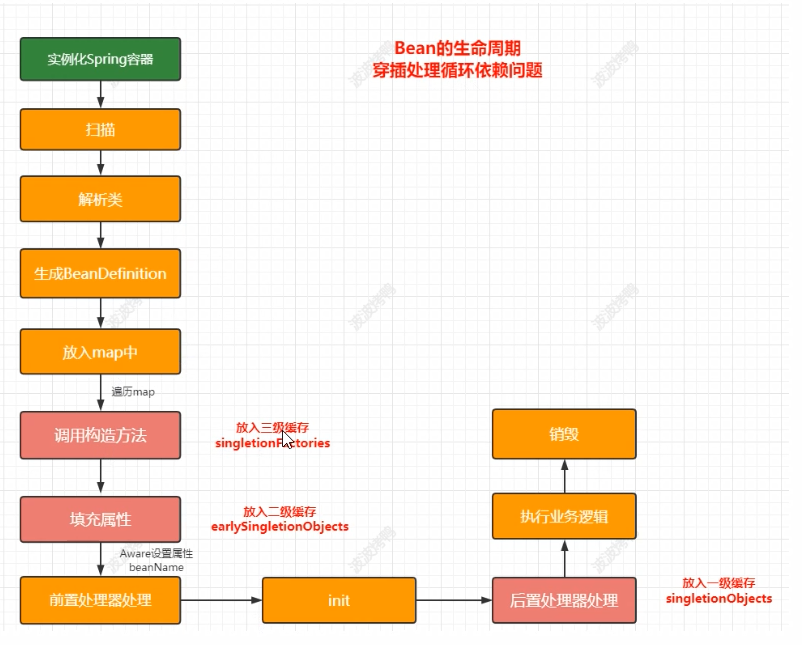 Bean的生命周期
穿插处理循环依赖问题
实例化Spring容器
扫描
解析类
生成BeanDefinition
放入map中
遍历map
调用构造方法
放入三级缓存
singletionFactories
填充属性
放入二级缓存
earlySingletionObjects
Aware设置属性
beanName
前置处理器处理
init
后置处理器处理
放入一级缓存
singletionObjects
执行业务逻辑
销毁